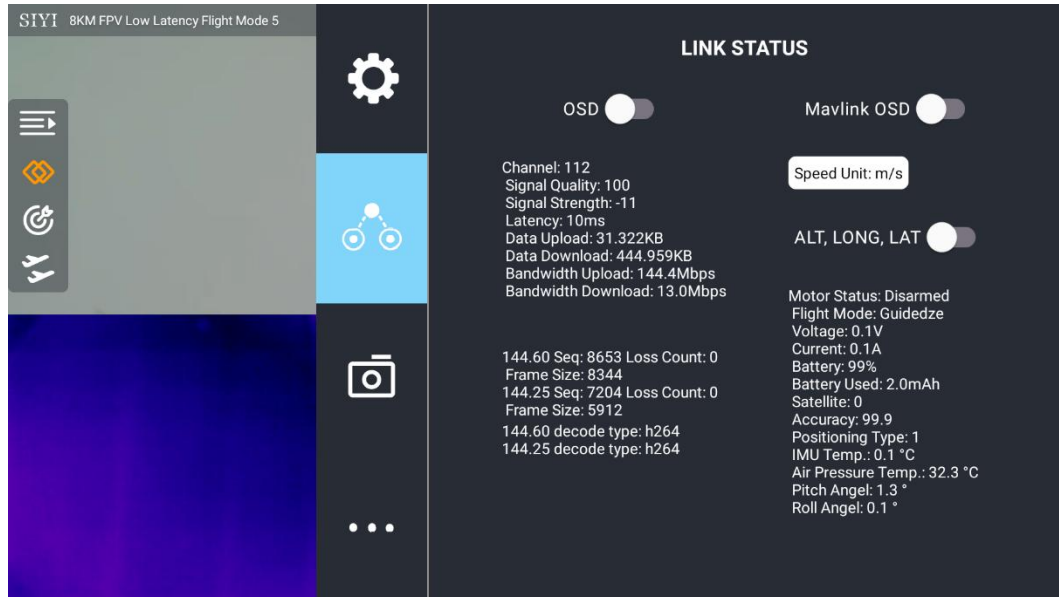 SIYI 8KM FPV Low Latency Flight Mode 5
LINK STATUS
OSD
Mavlink OSD
Channel: 112
Signal Quality: 100
Signal Strength: -11
Latency: 10ms
Data Upload: 31.322KB
Data Download: 444.959KB
Bandwidth Upload: 144.4Mbps
Bandwidth Download: 13.0Mbps
144.60 Seq: 8653 Loss Count: 0
Frame Size: 8344
144.25 Seq: 7204 Loss Count: 0
Frame Size: 5912
144.60 decode type: h264
144.25 decode type: h264
Speed Unit: m/s
ALT, LONG, LAT
Motor Status: Disarmed
Flight Mode: Guidedze
Voltage: 0.1V
Current: 0.1A
Battery: 99%
Battery Used: 2.0mAh
Satellite: 0
Accuracy: 99.9
Positioning Type: 1
IMU Temp.: 0.1 °C
Air Pressure Temp.: 32.3 °C
Pitch Angel: 1.3 °
Roll Angel: 0.1 °